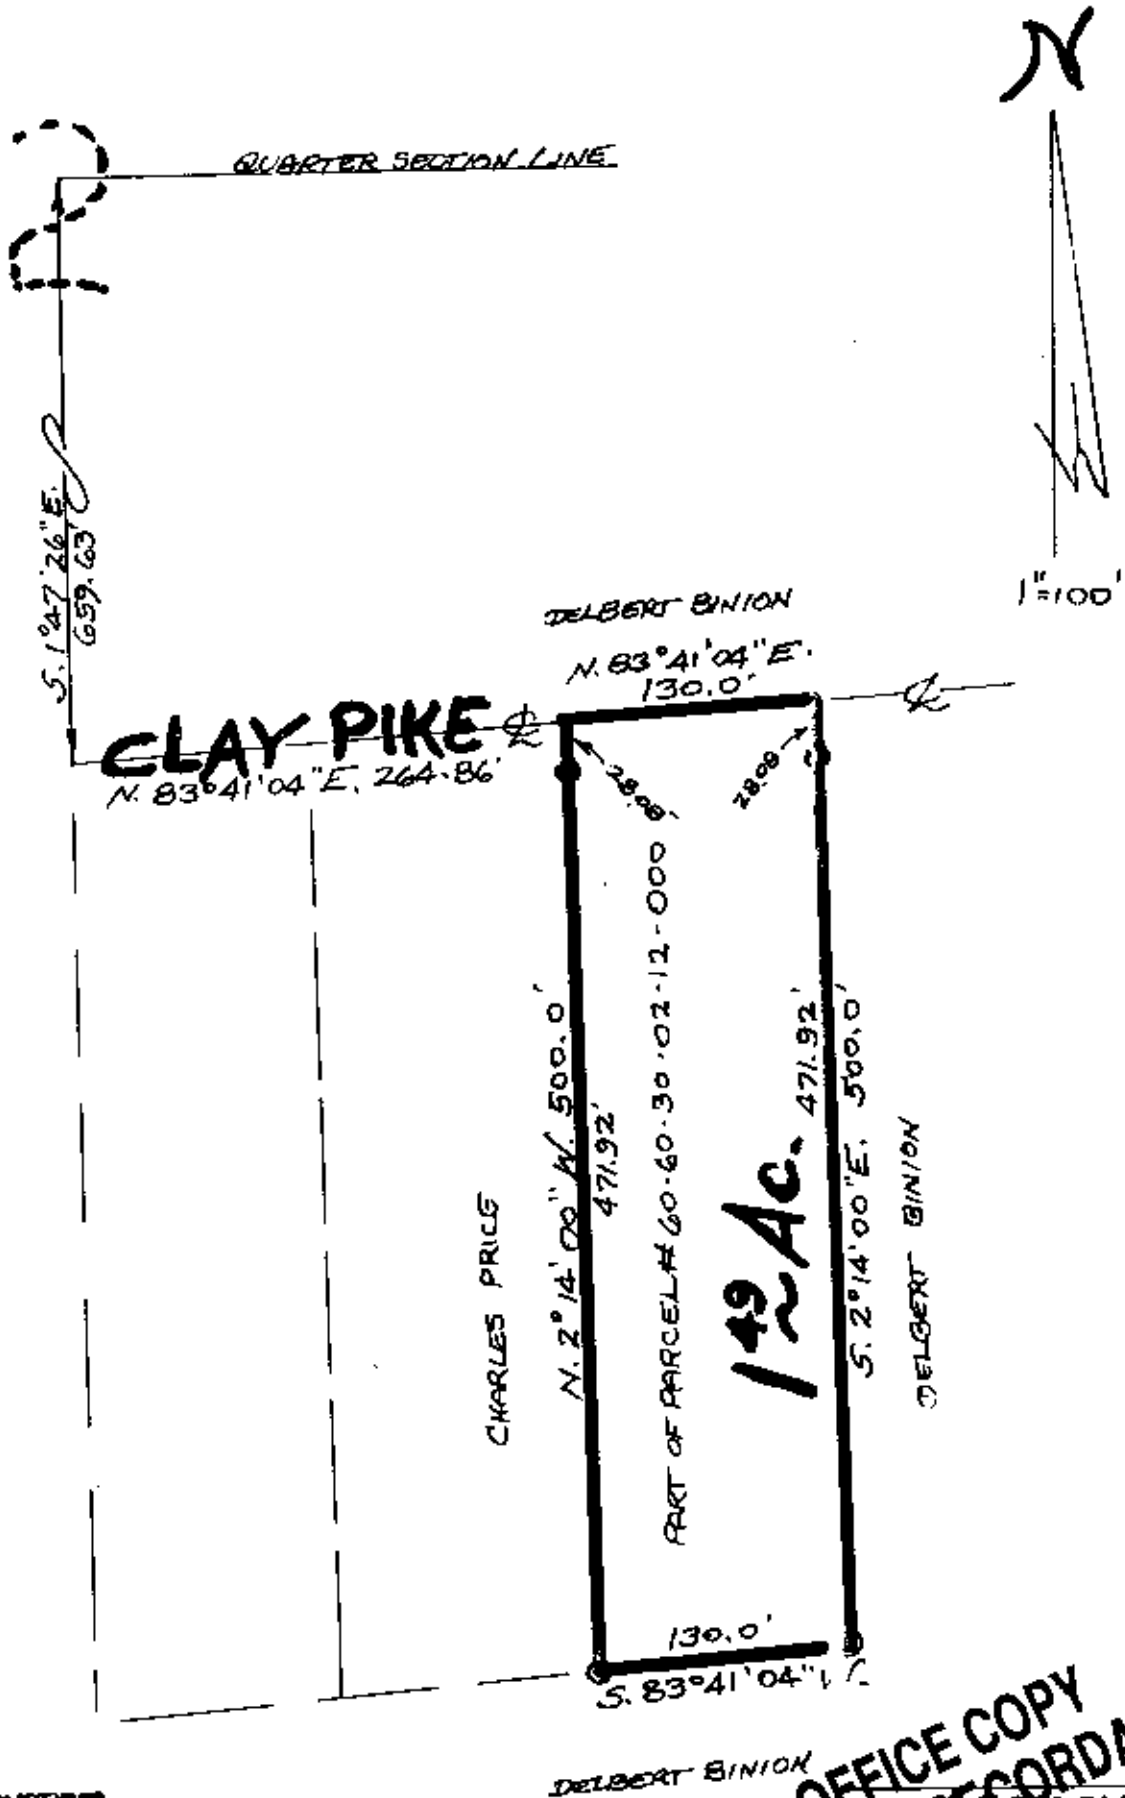 N
2
QUARTER SECTION LINE
S. 1°47'26" E.
659.63'
1"=100'
DELBERT BINION
N. 83°41'04" E.
130.0'
CLAY PIKE
N. 83°41'04" E, 264.86'
28.08'
28.08
N. 2°14'00" W. 500.0'
471.92'
PART OF PARCEL # 60-60-30-02-12-000
1 49 Ac.
471.92'
S. 2°14'00" E. 500.0'
CHARLES PRICE
DELBERT BINION
130.0'
S. 83°41'04"
DELBERT BINION
OFFICE COPY